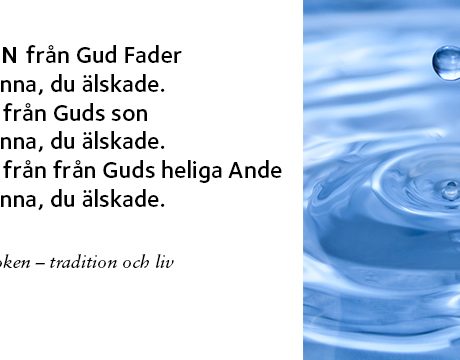 N från Gud Fader
nna, du älskade.
från Guds son
nna, du älskade.
från från Guds heliga Ande
nna, du älskade.
oken – tradition och liv